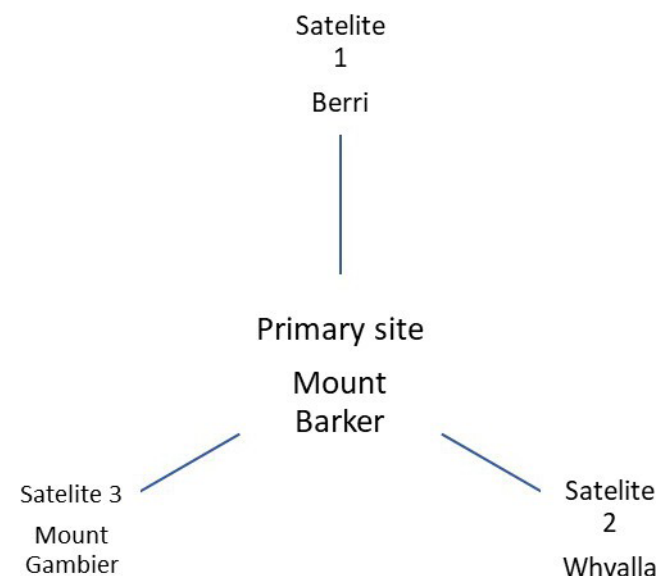 Satelite
1
Berri
Primary site
Mount
Barker
Satelite 3
Mount
Gambier
Satelite
2
Whyalla